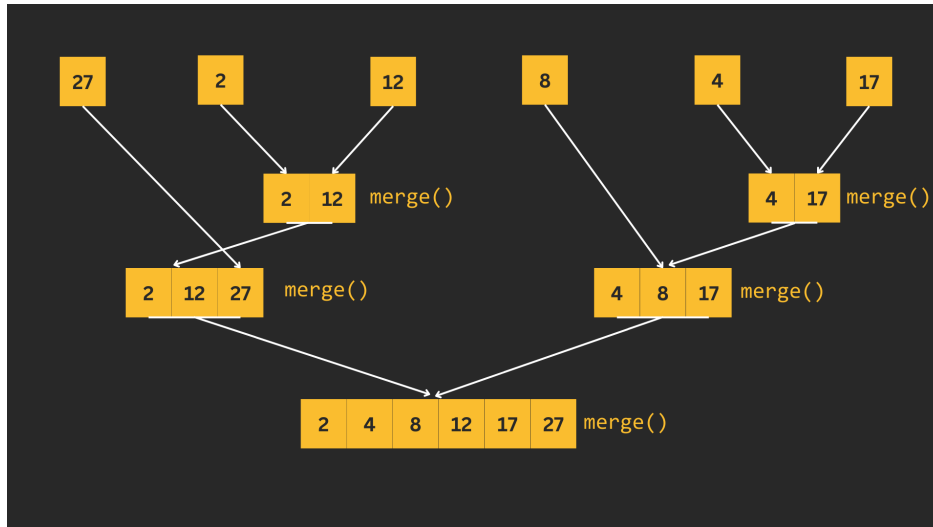 27 2 12 8 4 17
2 12 merge() 4 17 merge()
2 12 27 merge() 4 8 17 merge()
2 4 8 12 17 27 merge()